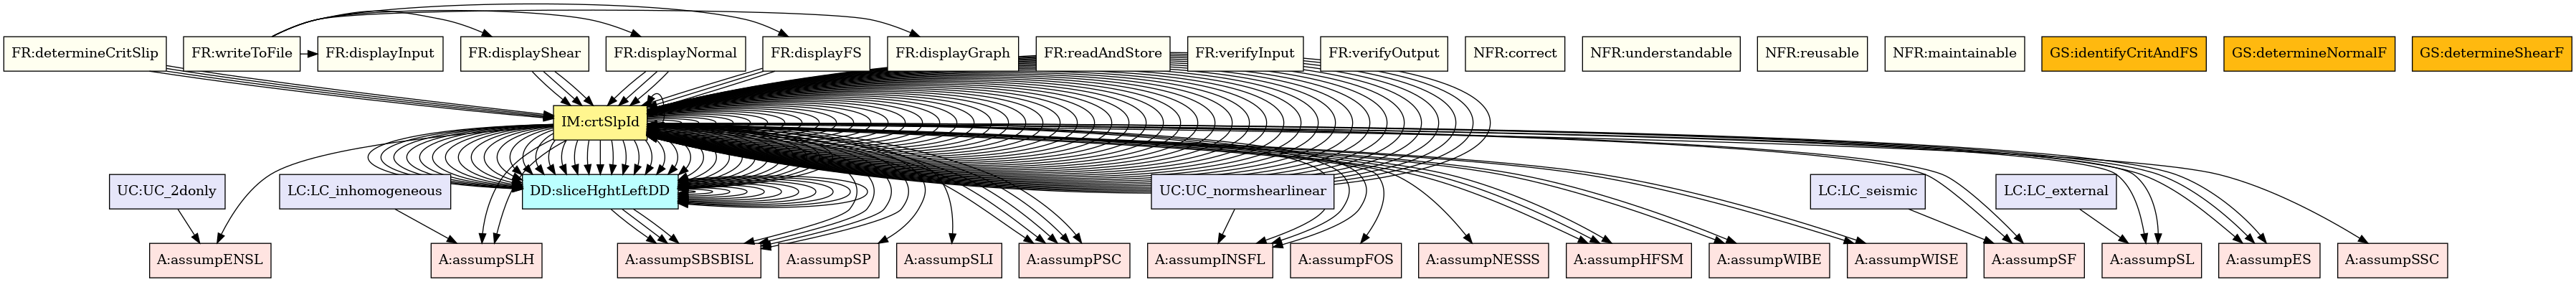 FR:determineCritSlip
FR:writeToFile
FR:displayInput
FR:displayShear
FR:displayNormal
FR:displayFS
FR:displayGraph
FR:readAndStore
FR:verifyInput
FR:verifyOutput
NFR:correct
NFR:understandable
NFR:reusable
NFR:maintainable
GS:identifyCritAndFS
GS:determineNormalF
GS:determineShearF
IM:crtSlpId
UC:UC_2donly
LC:LC_inhomogeneous
DD:sliceHghtLeftDD
UC:UC_normshearlinear
LC:LC_seismic
LC:LC_external
A:assumpENSL
A:assumpSLH
A:assumpSBSBISL
A:assumpSP
A:assumpSLI
A:assumpPSC
A:assumpINSFL
A:assumpFOS
A:assumpNESSS
A:assumpHFSM
A:assumpWIBE
A:assumpWISE
A:assumpSF
A:assumpSL
A:assumpES
A:assumpSSC